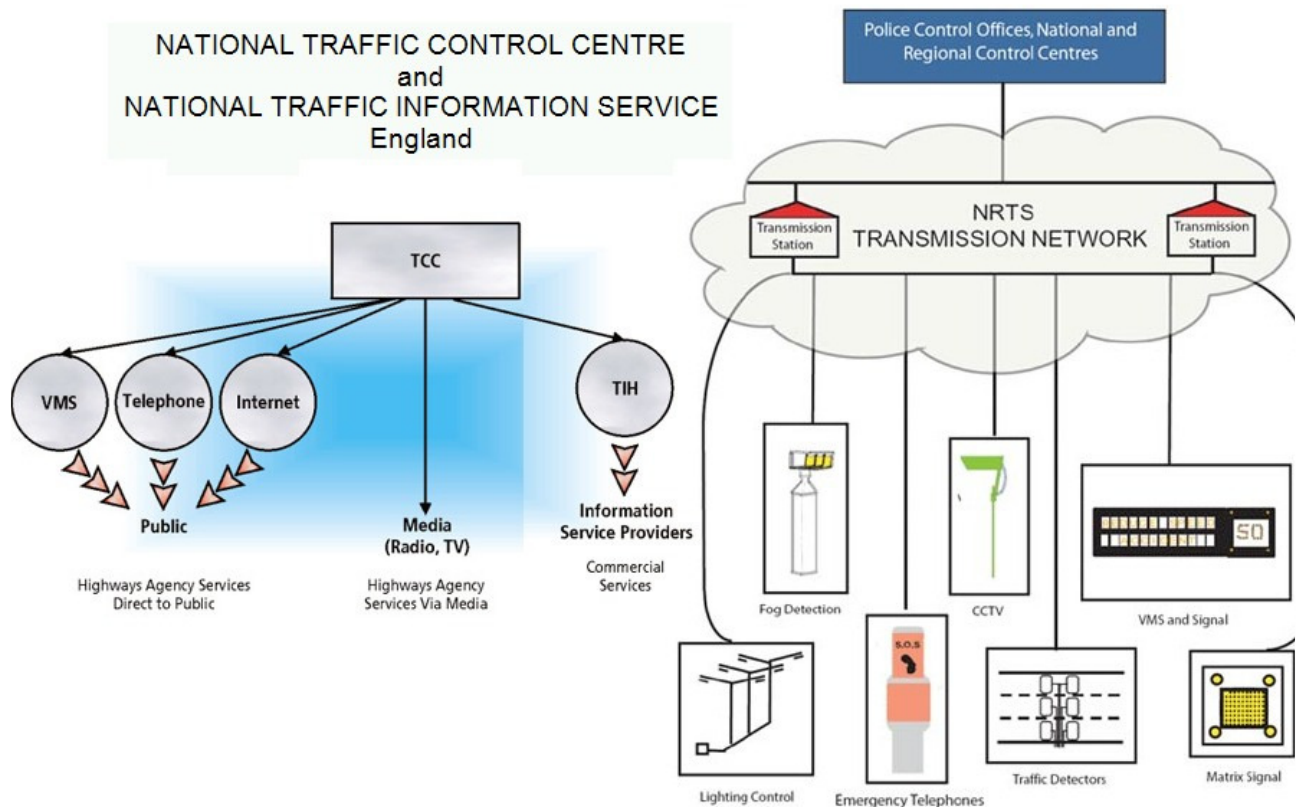 NATIONAL TRAFFIC CONTROL CENTRE
and
NATIONAL TRAFFIC INFORMATION SERVICE
England
TCC
VMS
Telephone
Internet
TIH
Public
Media
(Radio, TV)
Information
Service Providers
Highways Agency Services
Direct to Public
Highways Agency
Services Via Media
Commercial
Services
Police Control Offices, National and
Regional Control Centres
NRTS
TRANSMISSION NETWORK
Transmission
Station
Transmission
Station
Fog Detection
CCTV
VMS and Signal
50
S.O.S
Lighting Control
Emergency Telephones
Traffic Detectors
Matrix Signal